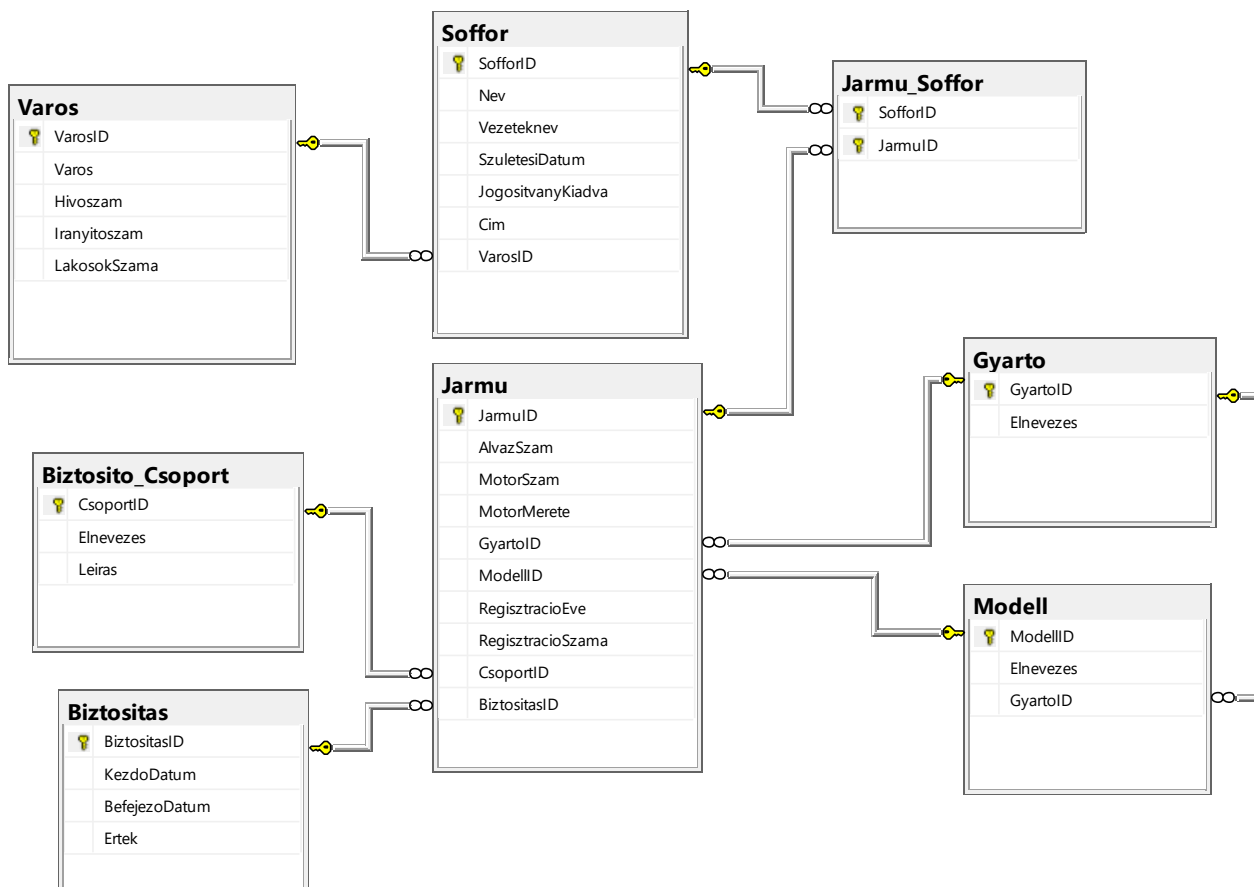 Varos
VarosID
Varos
Hivoszam
Iranyitoszam
LakosokSzama
Soffor
SofforID
Nev
Vezeteknev
SzuletesiDatum
JogositvanyKiadva
Cim
VarosID
Jarmu_Soffor
SofforID
JarmuID
Biztosito_Csoport
CsoportID
Elnevezes
Leiras
Jarmu
JarmuID
AlvazSzam
MotorSzam
MotorMerete
GyartoID
ModellID
RegisztracioEve
RegisztracioSzama
CsoportID
BiztositasID
Gyarto
GyartoID
Elnevezes
Biztositas
BiztositasID
KezdoDatum
BefejezoDatum
Ertek
Modell
ModellID
Elnevezes
GyartoID